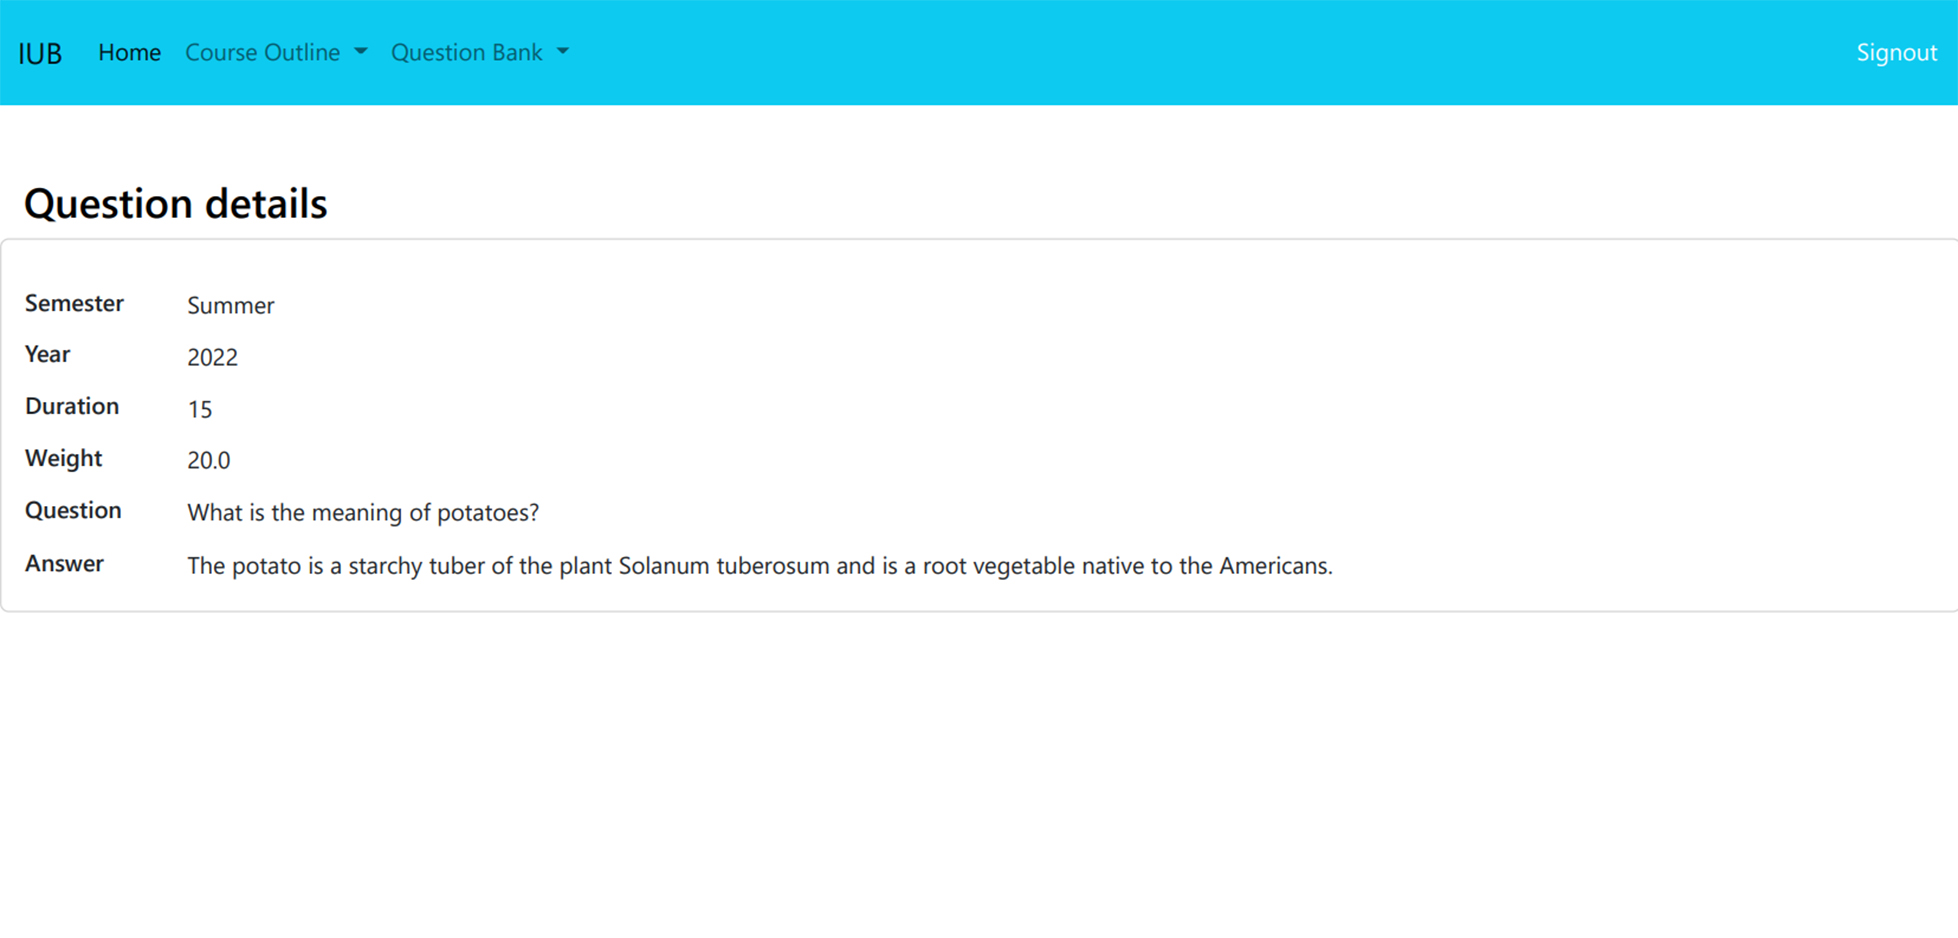 IUB Home Course Outline Question Bank Signout
Question details
Semester Summer
Year 2022
Duration 15
Weight 20.0
Question What is the meaning of potatoes?
Answer The potato is a starchy tuber of the plant Solanum tuberosum and is a root vegetable native to the Americans.